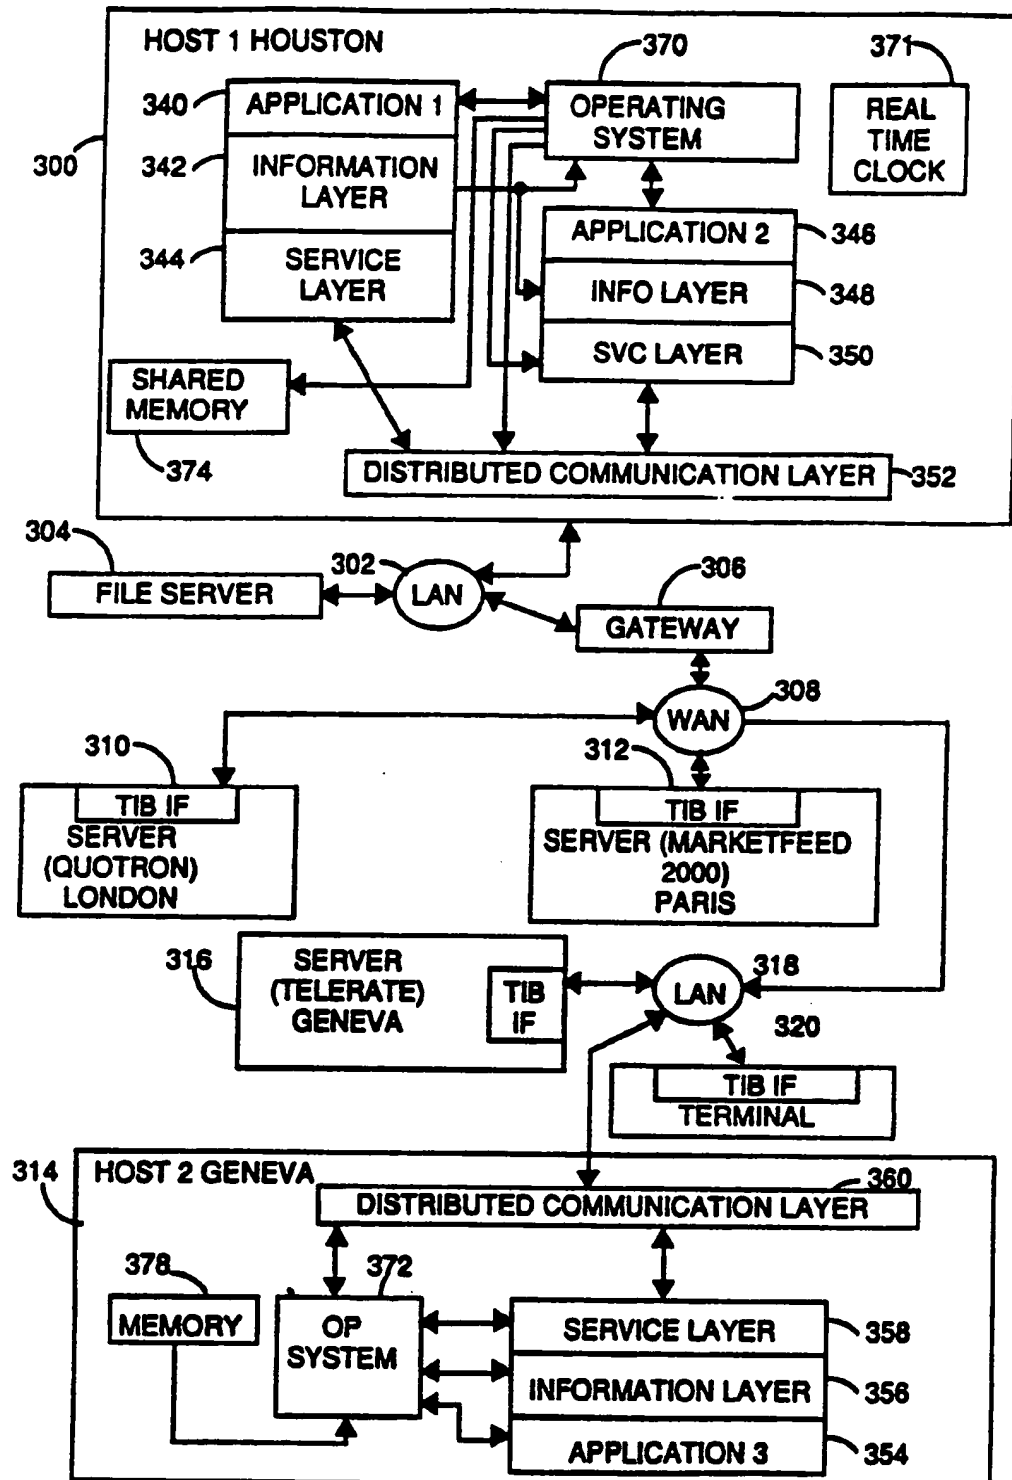 HOST 1 HOUSTON
370
371
340
APPLICATION 1
OPERATING
SYSTEM
REAL
TIME
CLOCK
300
342
INFORMATION
LAYER
344
SERVICE
LAYER
APPLICATION 2
346
INFO LAYER
348
SVC LAYER
350
SHARED
MEMORY
374
DISTRIBUTED COMMUNICATION LAYER
352
304
302
306
FILE SERVER
LAN
GATEWAY
308
WAN
310
312
TIB IF
SERVER
(QUOTRON)
LONDON
TIB IF
SERVER (MARKETFEED
2000)
PARIS
316
SERVER
(TELERATE)
GENEVA
TIB
IF
318
LAN
320
TIB IF
TERMINAL
314
HOST 2 GENEVA
360
DISTRIBUTED COMMUNICATION LAYER
378
372
MEMORY
OP
SYSTEM
SERVICE LAYER
358
INFORMATION LAYER
356
APPLICATION 3
354